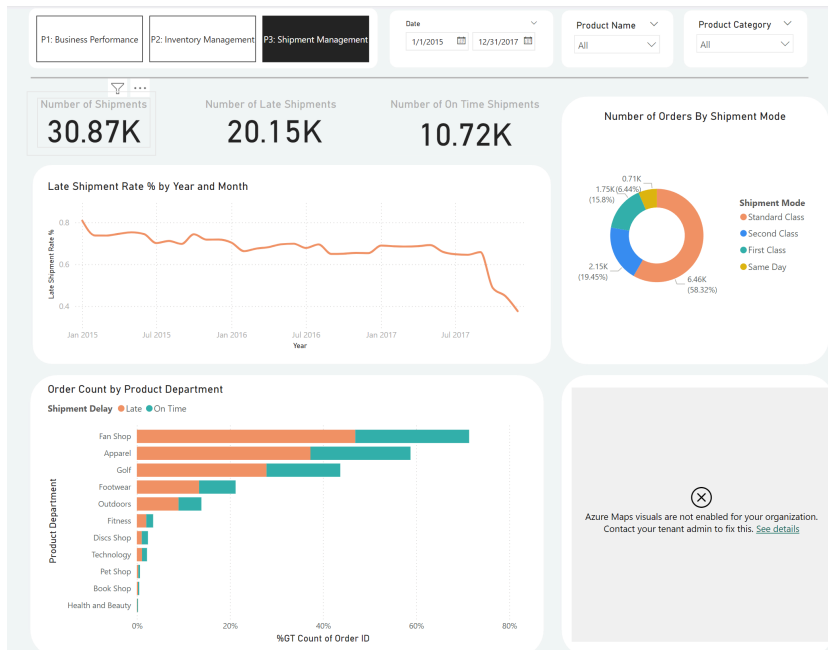 P1: Business Performance
P2: Inventory Management
P3: Shipment Management
Date
1/1/2015
12/31/2017
Product Name
All
Product Category
All
Number of Shipments
30.87K
Number of Late Shipments
20.15K
Number of On Time Shipments
10.72K
Late Shipment Rate % by Year and Month
Late Shipment Rate %
0.8
0.6
0.4
Jan 2015
Jul 2015
Jan 2016
Jul 2016
Jan 2017
Jul 2017
Year
Number of Orders By Shipment Mode
0.71K
(6.44%)
1.75K
(15.8%)
2.15K
(19.45%)
6.46K
(58.32%)
Shipment Mode
Standard Class
Second Class
First Class
Same Day
Order Count by Product Department
Shipment Delay
Late
On Time
Product Department
Fan Shop
Apparel
Golf
Footwear
Outdoors
Fitness
Discs Shop
Technology
Pet Shop
Book Shop
Health and Beauty
0%
20%
40%
60%
80%
%GT Count of Order ID
Azure Maps visuals are not enabled for your organization.
Contact your tenant admin to fix this. See details